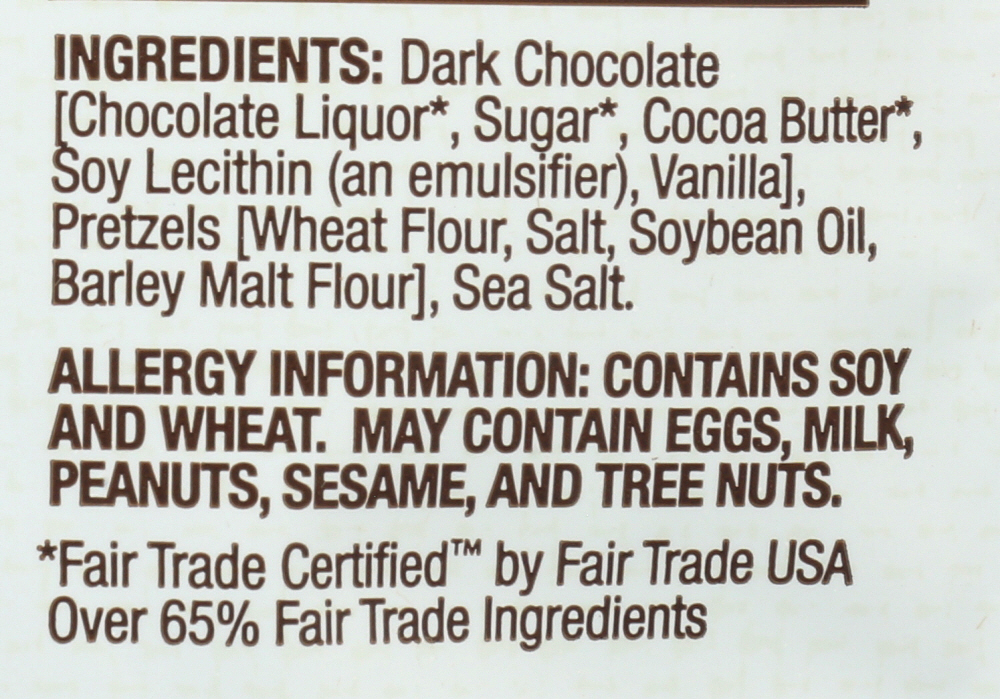 INGREDIENTS: Dark Chocolate
[Chocolate Liquor*, Sugar*, Cocoa Butter*,
Soy Lecithin (an emulsifier), Vanilla],
Pretzels [Wheat Flour, Salt, Soybean Oil,
Barley Malt Flour], Sea Salt.
ALLERGY INFORMATION: CONTAINS SOY
AND WHEAT. MAY CONTAIN EGGS, MILK,
PEANUTS, SESAME, AND TREE NUTS.
*Fair Trade Certified™ by Fair Trade USA
Over 65% Fair Trade Ingredients